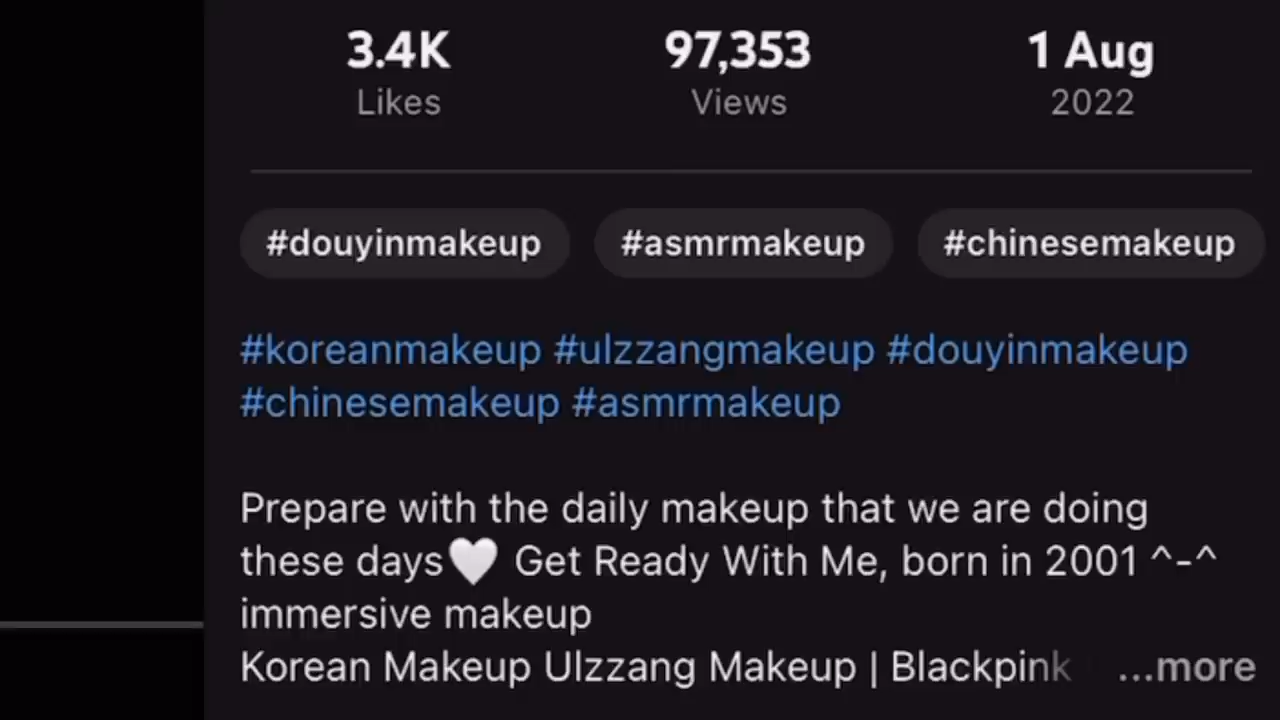 3.4K 97,353 1 Aug
Likes Views 2022
#douyinmakeup #asmrmakeup #chinesemakeup
#koreanmakeup #ulzzangmakeup #douyinmakeup
#chinesemakeup #asmrmakeup
Prepare with the daily makeup that we are doing
these days🤍 Get Ready With Me, born in 2001 ^-^
immersive makeup
Korean Makeup Ulzzang Makeup | Blackpink ...more